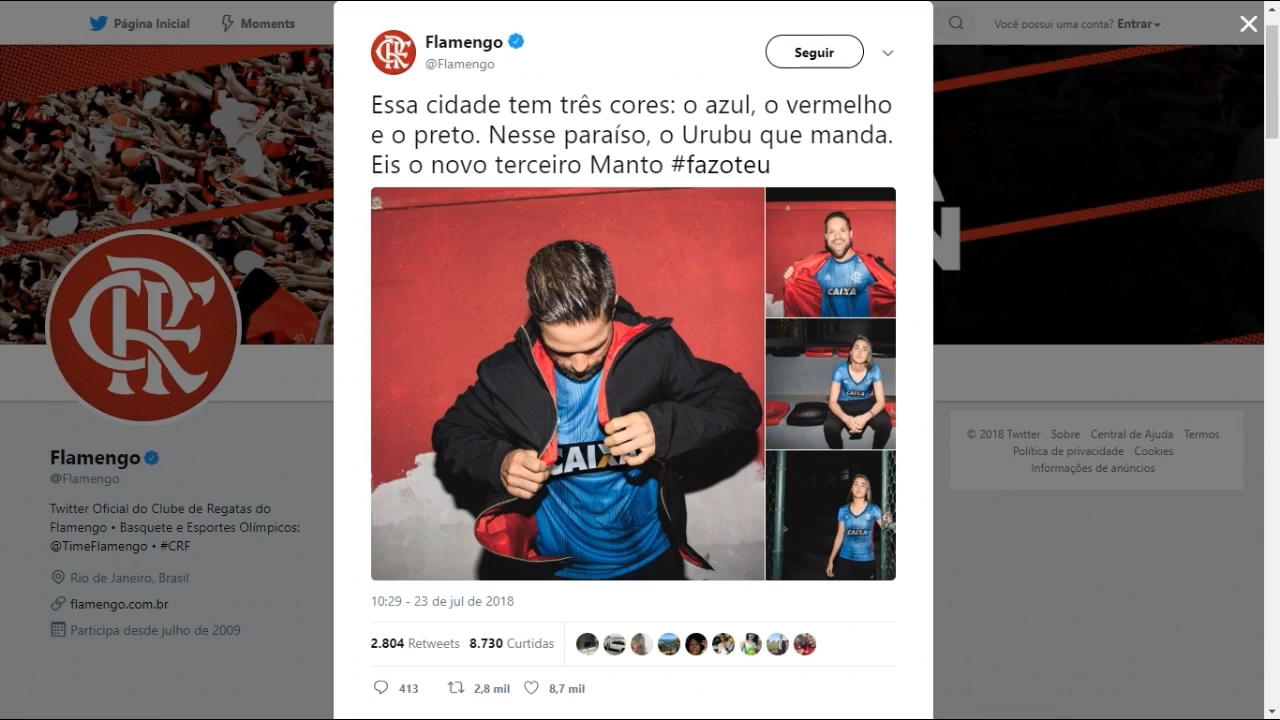 Página Inicial
Moments
Você possui uma conta? Entrar
Flamengo
@Flamengo
Seguir
Essa cidade tem três cores: o azul, o vermelho
e o preto. Nesse paraíso, o Urubu que manda.
Eis o novo terceiro Manto #fazoteu
CAIXA
CAIXA
CAIXA
CAIXA
10:29 - 23 de jul de 2018
2.804 Retweets 8.730 Curtidas
413 2,8 mil 8,7 mil
Flamengo
@Flamengo
Twitter Oficial do Clube de Regatas do
Flamengo • Basquete e Esportes Olímpicos:
@TimeFlamengo • #CRF
Rio de Janeiro, Brasil
flamengo.com.br
Participa desde julho de 2009
© 2018 Twitter Sobre Central de Ajuda Termos
Política de privacidade Cookies
Informações de anúncios